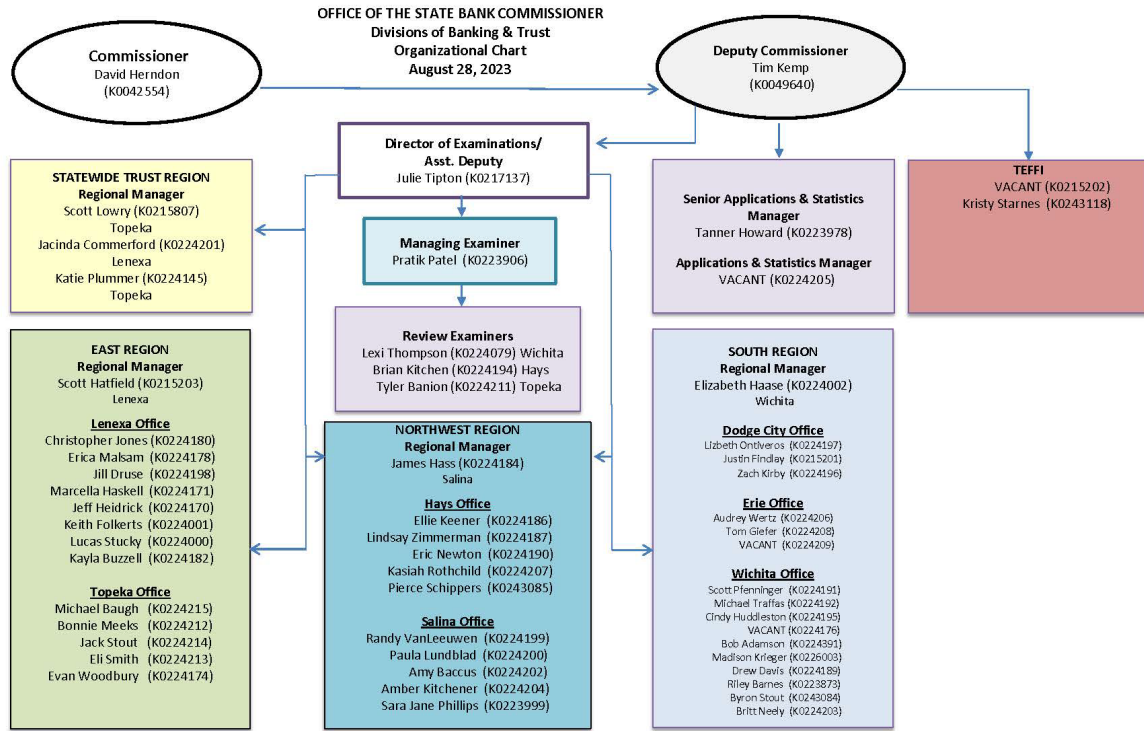 OFFICE OF THE STATE BANK COMMISSIONER
Divisions of Banking & Trust
Organizational Chart
August 28, 2023
Commissioner
David Herndon
(K0042554)
Deputy Commissioner
Tim Kemp
(K0049640)
Director of Examinations/
Asst. Deputy
Julie Tipton (K0217137)
STATEWIDE TRUST REGION
Regional Manager
Scott Lowry (K0215807)
Topeka
Jacinda Commerford (K0224201)
Lenexa
Katie Plummer (K0224145)
Topeka
Managing Examiner
Pratik Patel (K0223906)
Senior Applications & Statistics
Manager
Tanner Howard (K0223978)
Applications & Statistics Manager
VACANT (K0224205)
TEFFI
VACANT (K0215202)
Kristy Starnes (K0243118)
Review Examiners
Lexi Thompson (K0224079) Wichita
Brian Kitchen (K0224194) Hays
Tyler Banion (K0224211) Topeka
EAST REGION
Regional Manager
Scott Hatfield (K0215203)
Lenexa
Lenexa Office
Christopher Jones (K0224180)
Erica Malsam (K0224178)
Jill Druse (K0224198)
Marcella Haskell (K0224171)
Jeff Heidrick (K0224170)
Keith Folkerts (K0224001)
Lucas Stucky (K0224000)
Kayla Buzzell (K0224182)
Topeka Office
Michael Baugh (K0224215)
Bonnie Meeks (K0224212)
Jack Stout (K0224214)
Eli Smith (K0224213)
Evan Woodbury (K0224174)
NORTHWEST REGION
Regional Manager
James Hass (K0224184)
Salina
Hays Office
Ellie Keener (K0224186)
Lindsay Zimmerman (K0224187)
Eric Newton (K0224190)
Kasiah Rothchild (K0224207)
Pierce Schippers (K0243085)
Salina Office
Randy VanLeeuwen (K0224199)
Paula Lundblad (K0224200)
Amy Baccus (K0224202)
Amber Kitchener (K0224204)
Sara Jane Phillips (K0223999)
SOUTH REGION
Regional Manager
Elizabeth Haase (K0224002)
Wichita
Dodge City Office
Lizbeth Ontiveros (K0224197)
Justin Findlay (K0215201)
Zach Kirby (K0224196)
Erie Office
Audrey Wertz (K0224206)
Tom Giefer (K0224208)
VACANT (K0224209)
Wichita Office
Scott Pfenninger (K0224191)
Michael Traffas (K0224192)
Cindy Huddleston (K0224195)
VACANT (K0224176)
Bob Adamson (K0224391)
Madison Krieger (K0226003)
Drew Davis (K0224189)
Riley Barnes (K0223873)
Byron Stout (K0243084)
Britt Neely (K0224203)